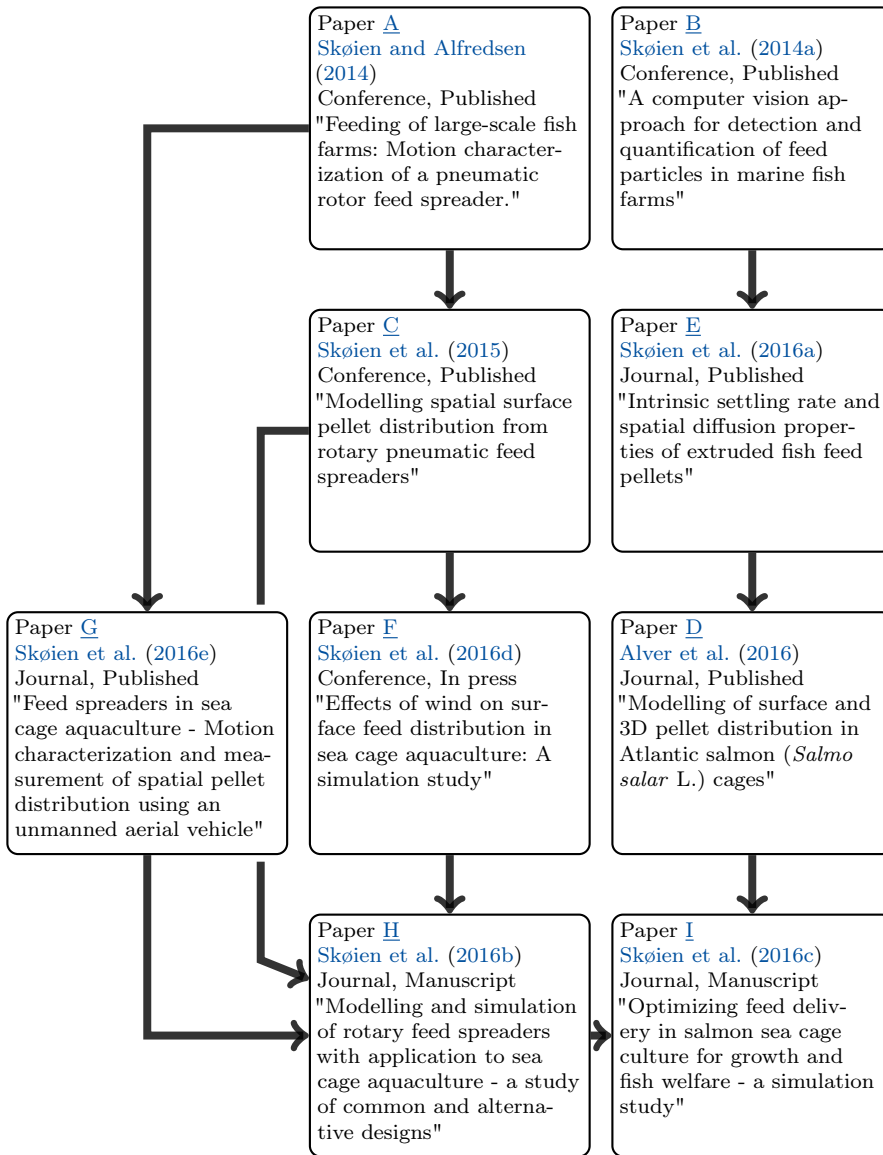 Paper A
Skøien and Alfredsen
(2014)
Conference, Published
"Feeding of large-scale fish
farms: Motion character-
ization of a pneumatic
rotor feed spreader."
Paper B
Skøien et al. (2014a)
Conference, Published
"A computer vision ap-
proach for detection and
quantification of feed
particles in marine fish
farms"
Paper C
Skøien et al. (2015)
Conference, Published
"Modelling spatial surface
pellet distribution from
rotary pneumatic feed
spreaders"
Paper E
Skøien et al. (2016a)
Journal, Published
"Intrinsic settling rate and
spatial diffusion proper-
ties of extruded fish feed
pellets"
Paper G
Skøien et al. (2016e)
Journal, Published
"Feed spreaders in sea
cage aquaculture - Motion
characterization and mea-
surement of spatial pellet
distribution using an
unmanned aerial vehicle"
Paper F
Skøien et al. (2016d)
Conference, In press
"Effects of wind on sur-
face feed distribution in
sea cage aquaculture: A
simulation study"
Paper D
Alver et al. (2016)
Journal, Published
"Modelling of surface and
3D pellet distribution in
Atlantic salmon (Salmo
salar L.) cages"
Paper H
Skøien et al. (2016b)
Journal, Manuscript
"Modelling and simulation
of rotary feed spreaders
with application to sea
cage aquaculture - a study
of common and alterna-
tive designs"
Paper I
Skøien et al. (2016c)
Journal, Manuscript
"Optimizing feed deliv-
ery in salmon sea cage
culture for growth and
fish welfare - a simulation
study"